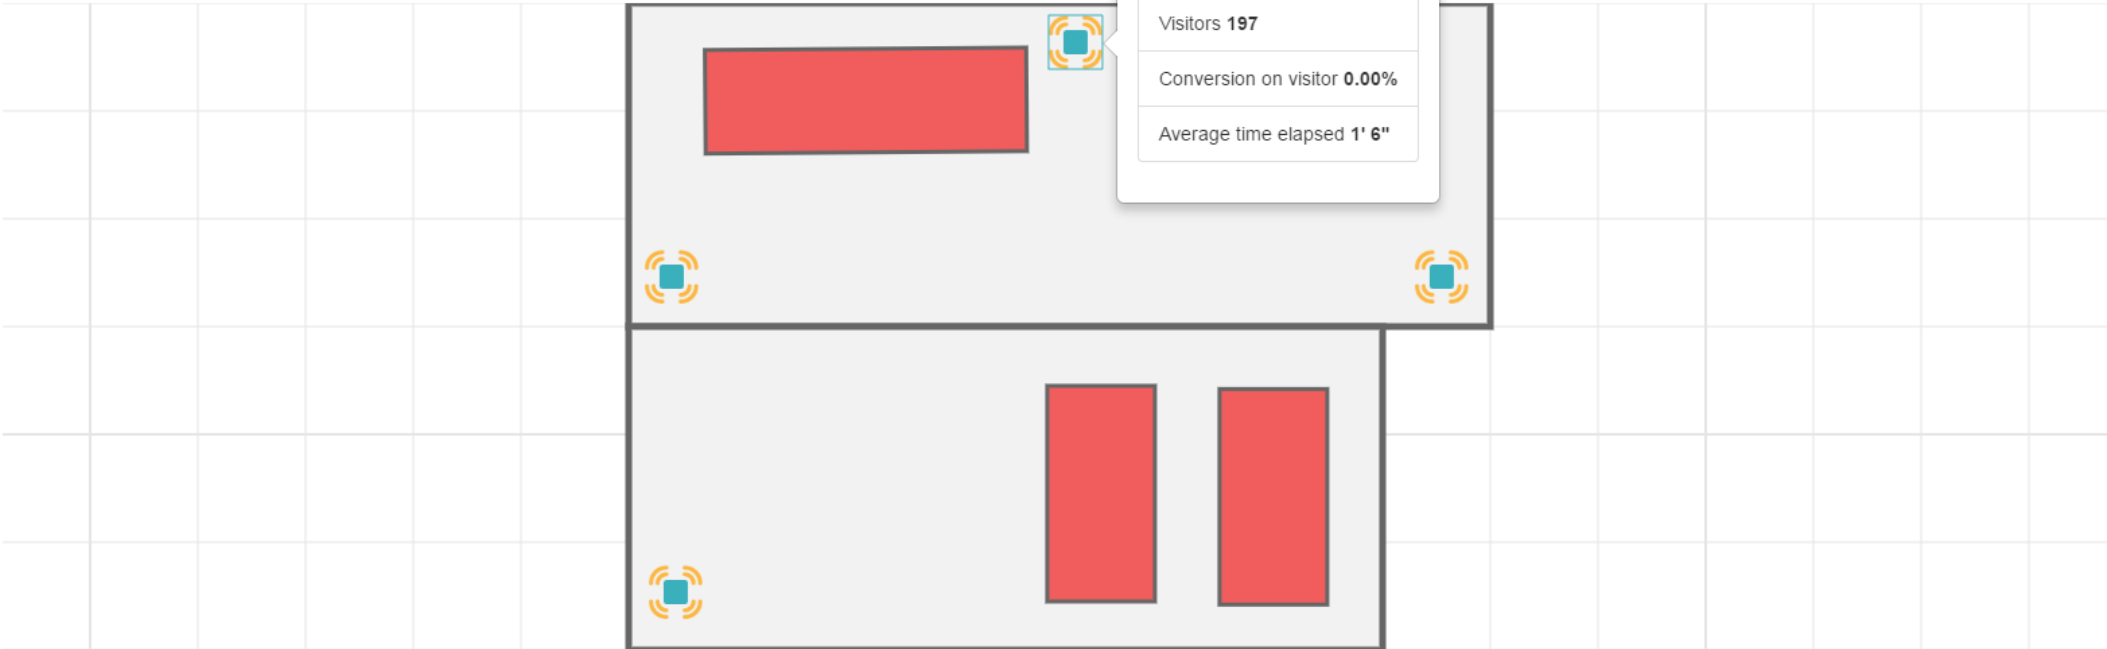 Visitors 197
Conversion on visitor 0.00%
Average time elapsed 1' 6"